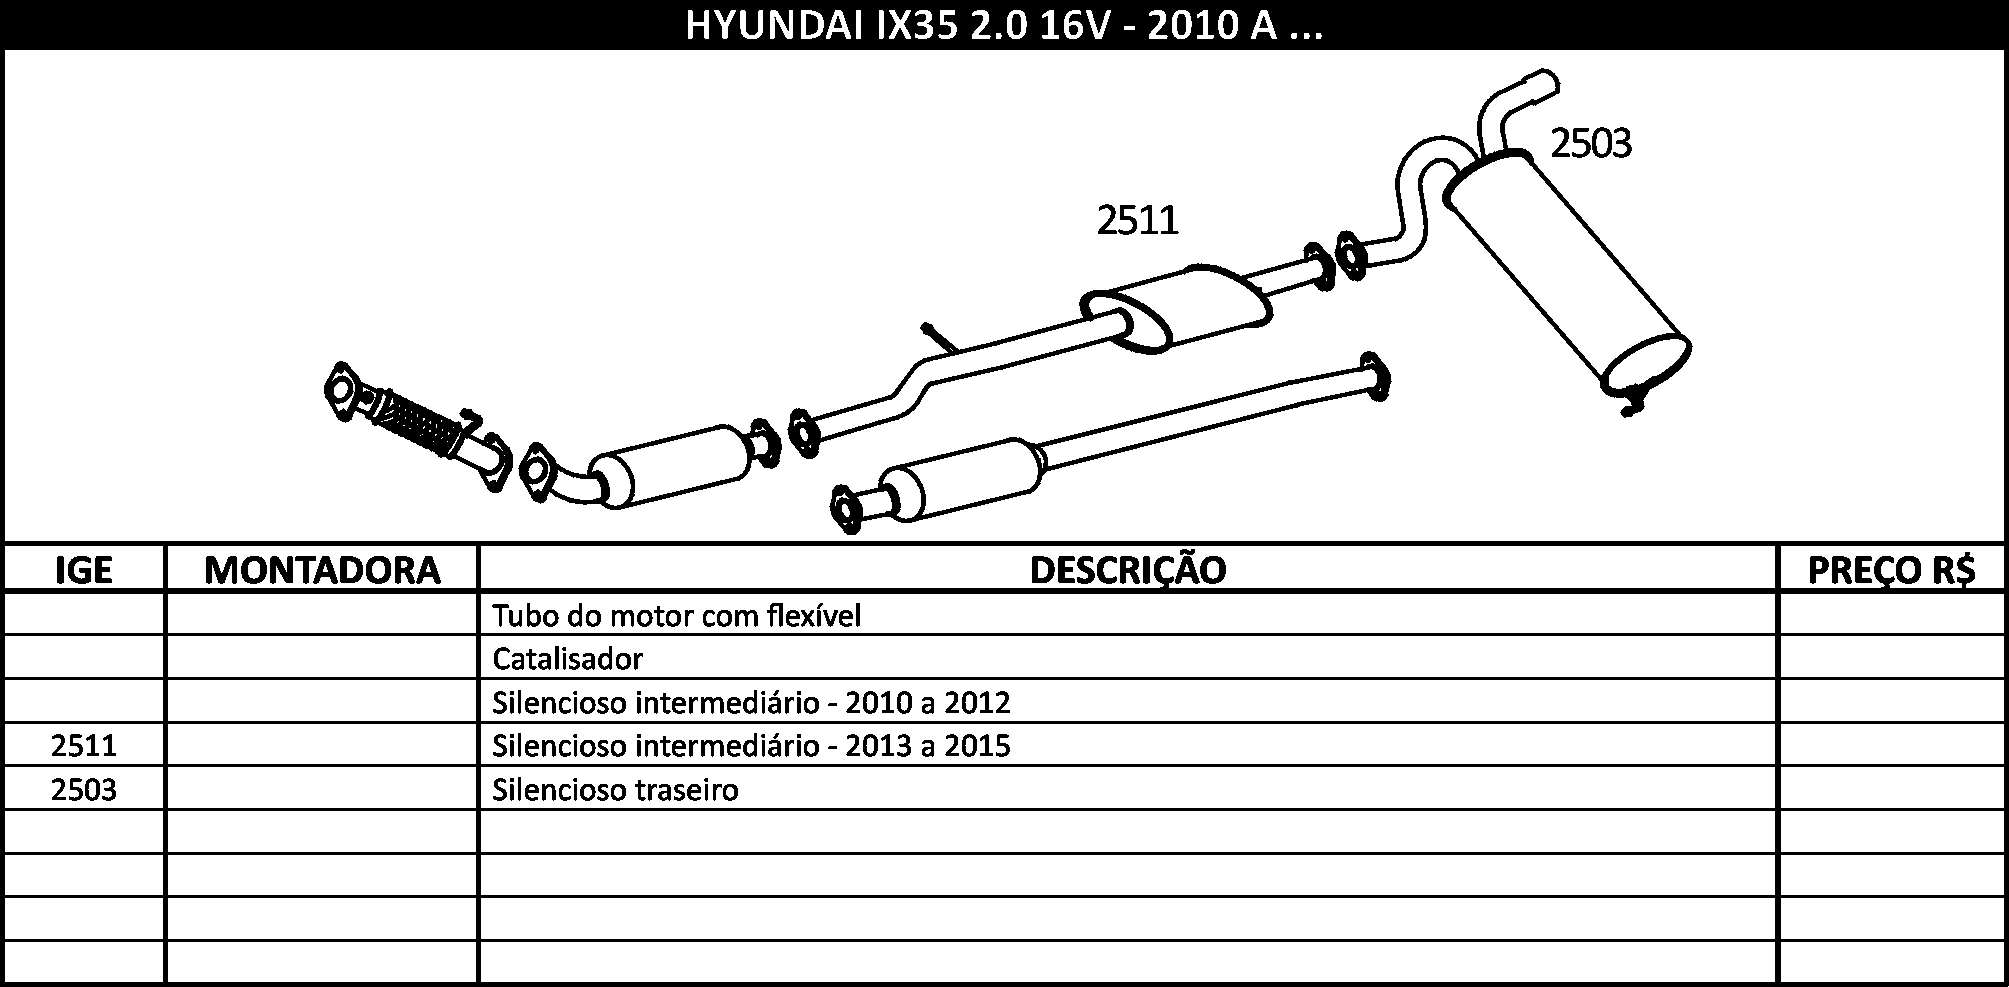 HYUNDAI IX35 2.0 16V - 2010 A ...
2503
2511
IGE MONTADORA DESCRIÇÃO PREÇO R$
Tubo do motor com flexível
Catalisador
Silencioso intermediário - 2010 a 2012
2511 Silencioso intermediário - 2013 a 2015
2503 Silencioso traseiro